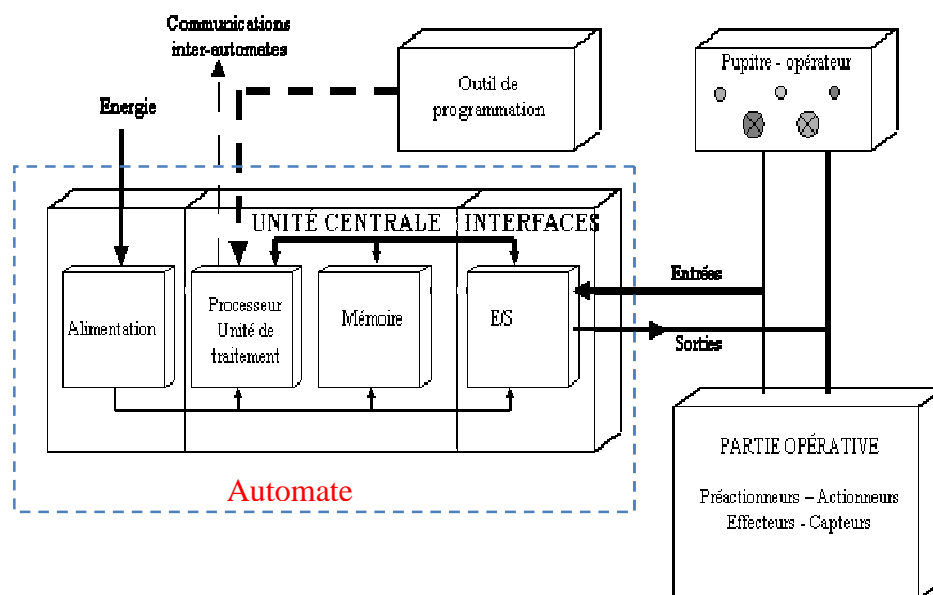 Communications
inter-automates
Energie
Outil de
programmation
Pupitre - opérateur
UNITÉ CENTRALE
INTERFACES
Alimentation
Processeur
Unité de
traitement
Mémoire
E/S
Entrées
Sorties
PARTIE OPÉRATIVE
Préactionneurs – Actionneurs
Effecteurs - Capteurs
Automate